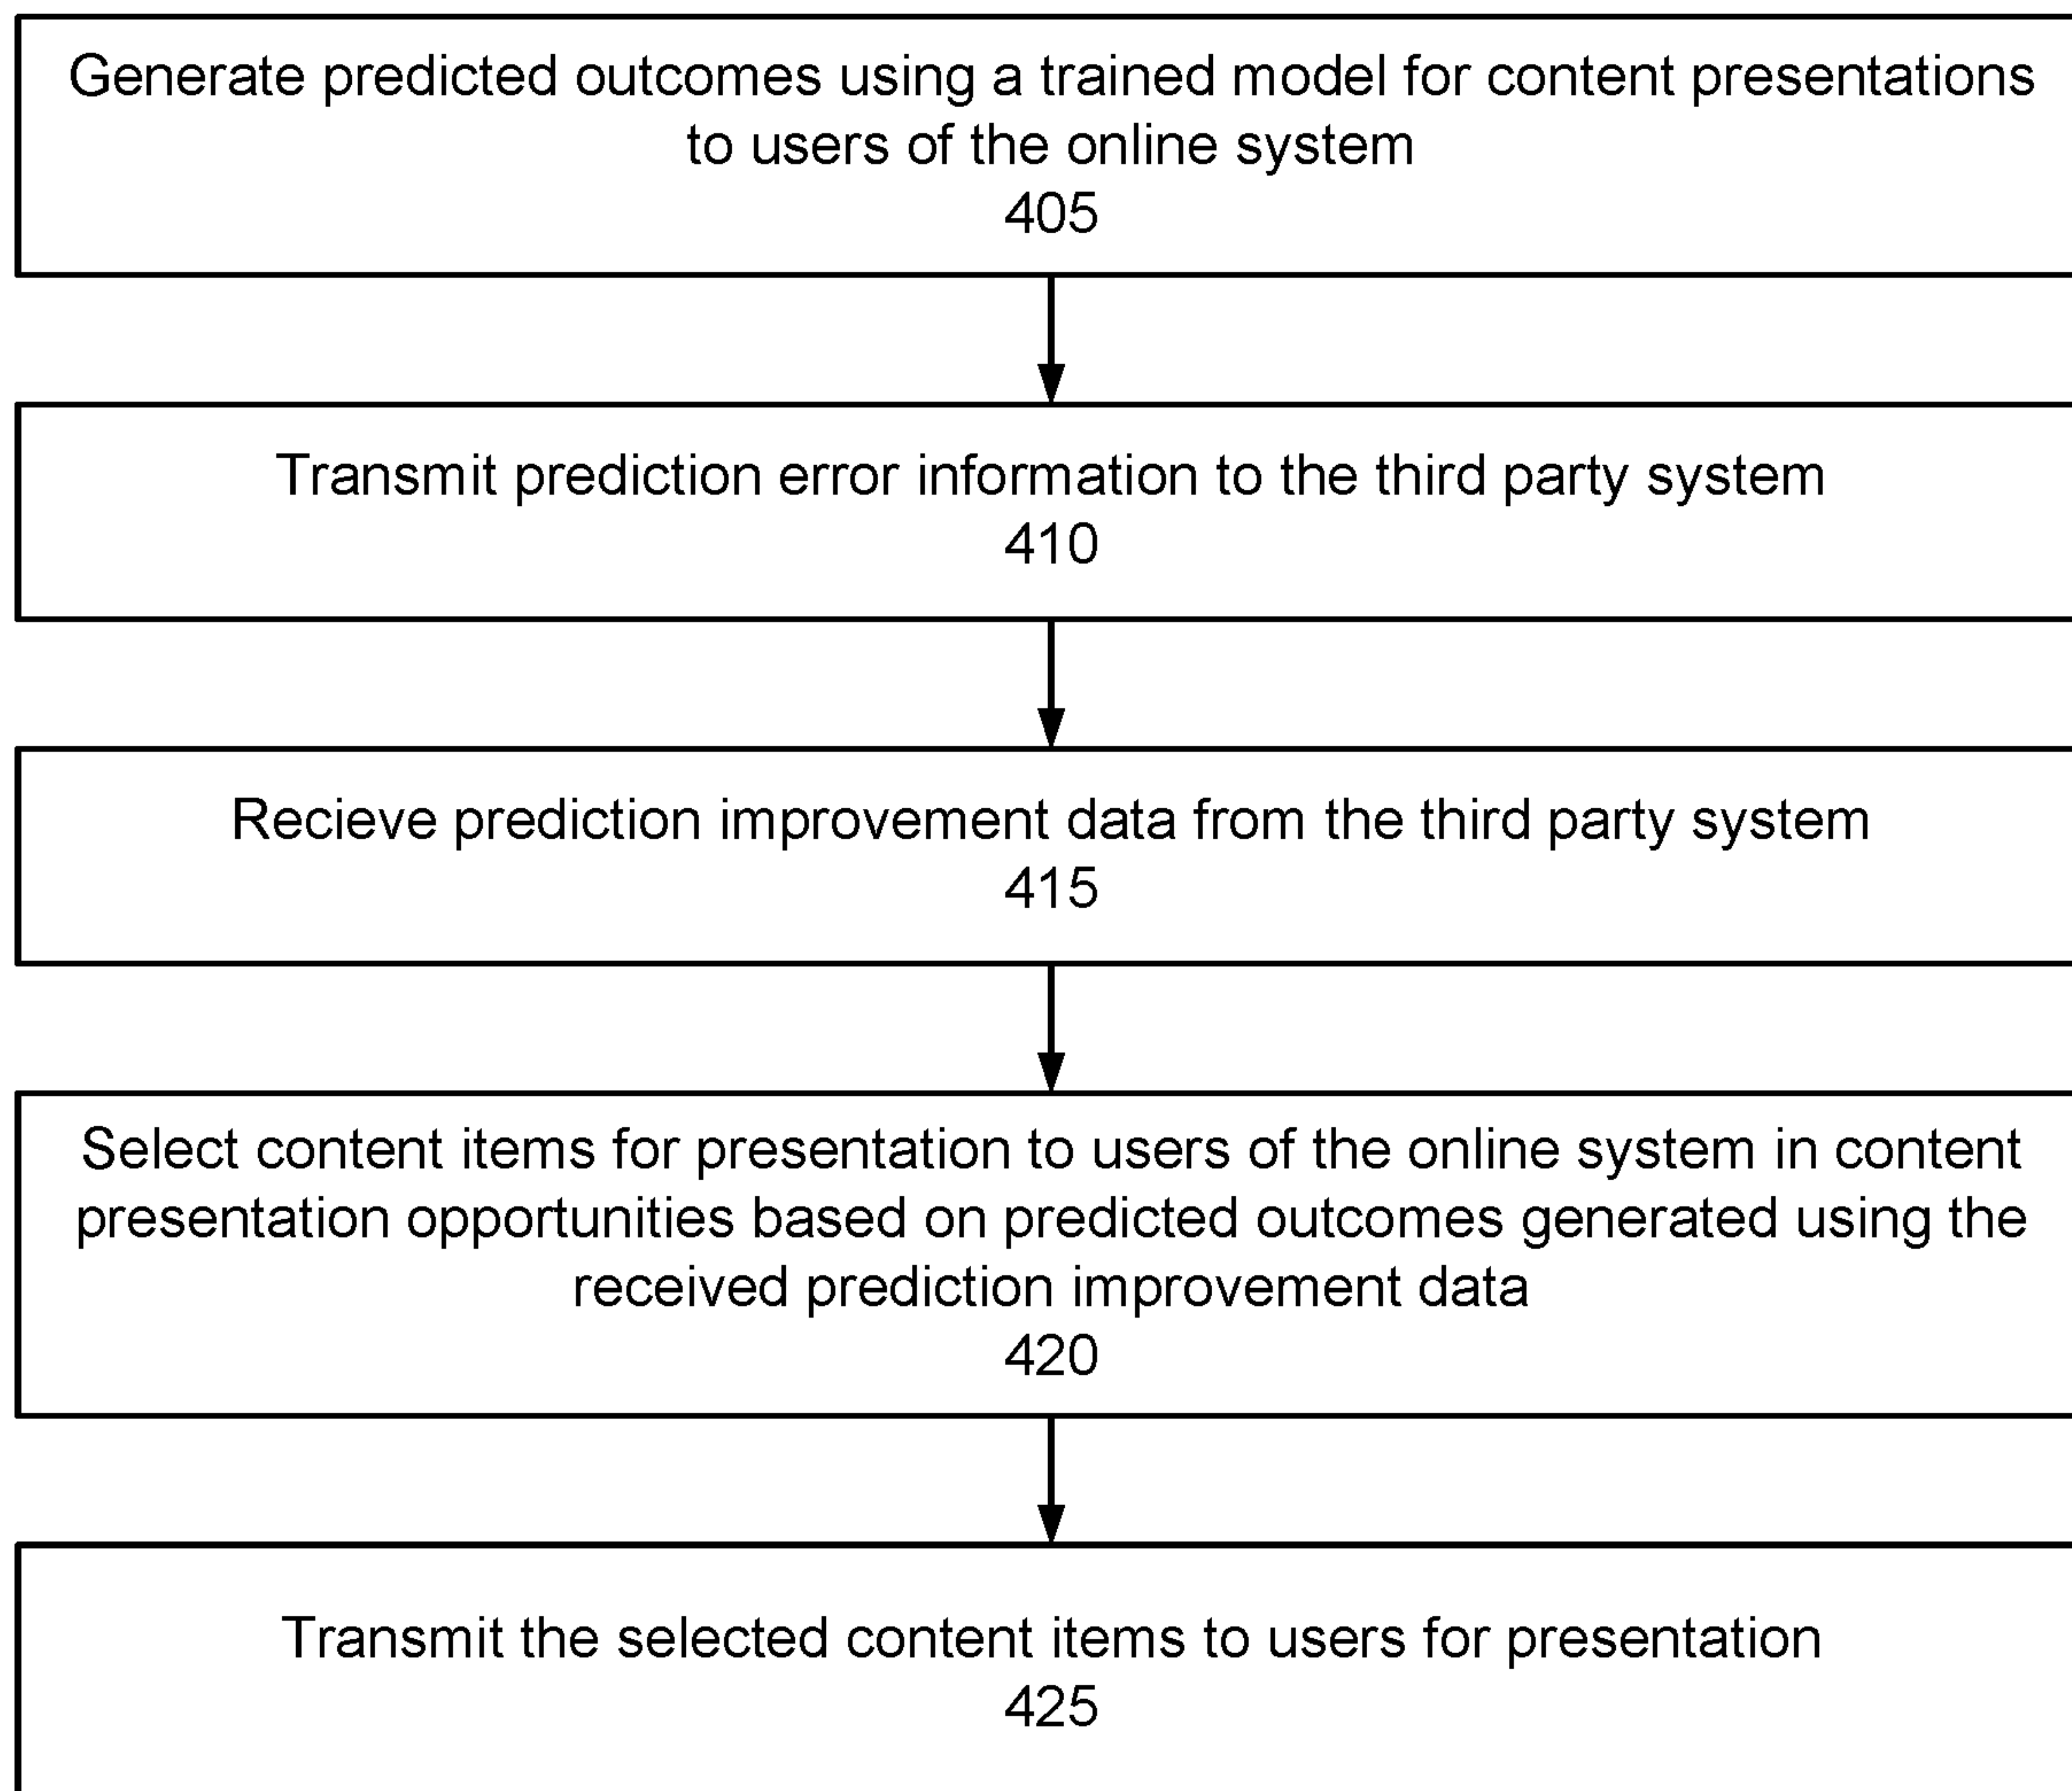 Generate predicted outcomes using a trained model for content presentations
to users of the online system
405
Transmit prediction error information to the third party system
410
Recieve prediction improvement data from the third party system
415
Select content items for presentation to users of the online system in content
presentation opportunities based on predicted outcomes generated using the
received prediction improvement data
420
Transmit the selected content items to users for presentation
425